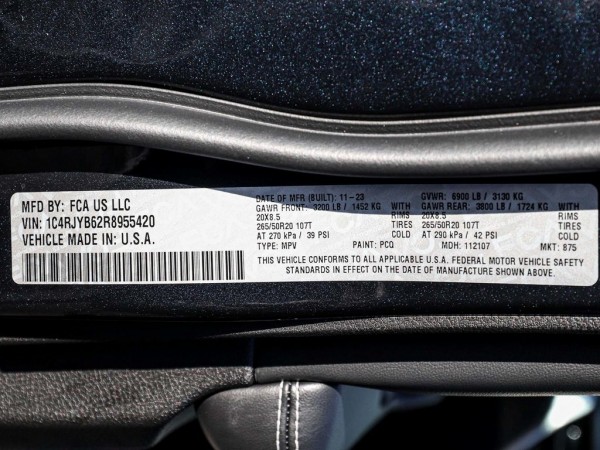 MFD BY: FCA US LLC
VIN: 1C4RJYB62R8955420
VEHICLE MADE IN: U.S.A.
DATE OF MFR (BUILT): 11-23 GVWR: 6900 LB / 3130 KG
GAWR FRONT: 3200 LB / 1452 KG WITH GAWR REAR: 3800 LB / 1724 KG WITH
20X8.5 RIMS 20X8.5 RIMS
265/50R20 107T TIRES 265/50R20 107T TIRES
AT 270 kPa / 39 PSI COLD AT 290 kPa / 42 PSI COLD
TYPE: MPV PAINT: PCQ MDH: 112107 MKT: 875
THIS VEHICLE CONFORMS TO ALL APPLICABLE U.S.A. FEDERAL MOTOR VEHICLE SAFETY
STANDARDS IN EFFECT ON THE DATE OF MANUFACTURE SHOWN ABOVE.